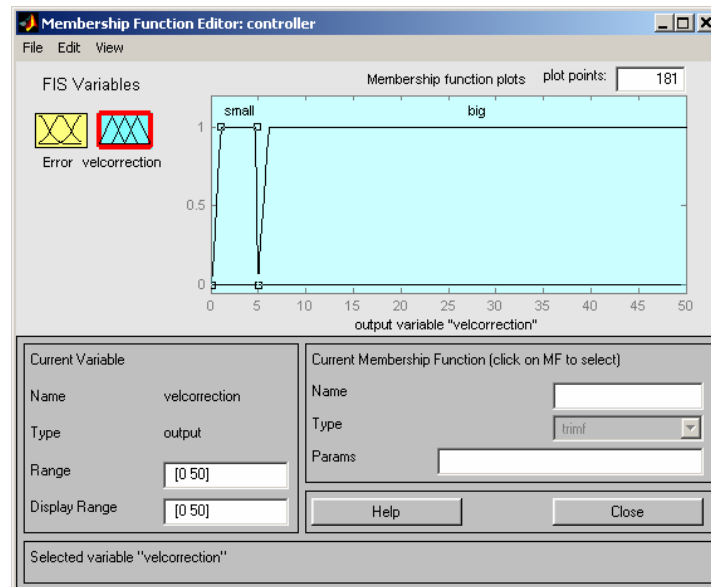 Membership Function Editor: controller
File Edit View
FIS Variables
Membership function plots plot points: 181
Error velcorrection
small big
1
0.5
0
0 5 10 15 20 25 30 35 40 45 50
output variable "velcorrection"
Current Variable
Name velcorrection
Type output
Range [0 50]
Display Range [0 50]
Current Membership Function (click on MF to select)
Name
Type trimf
Params
Help Close
Selected variable "velcorrection"